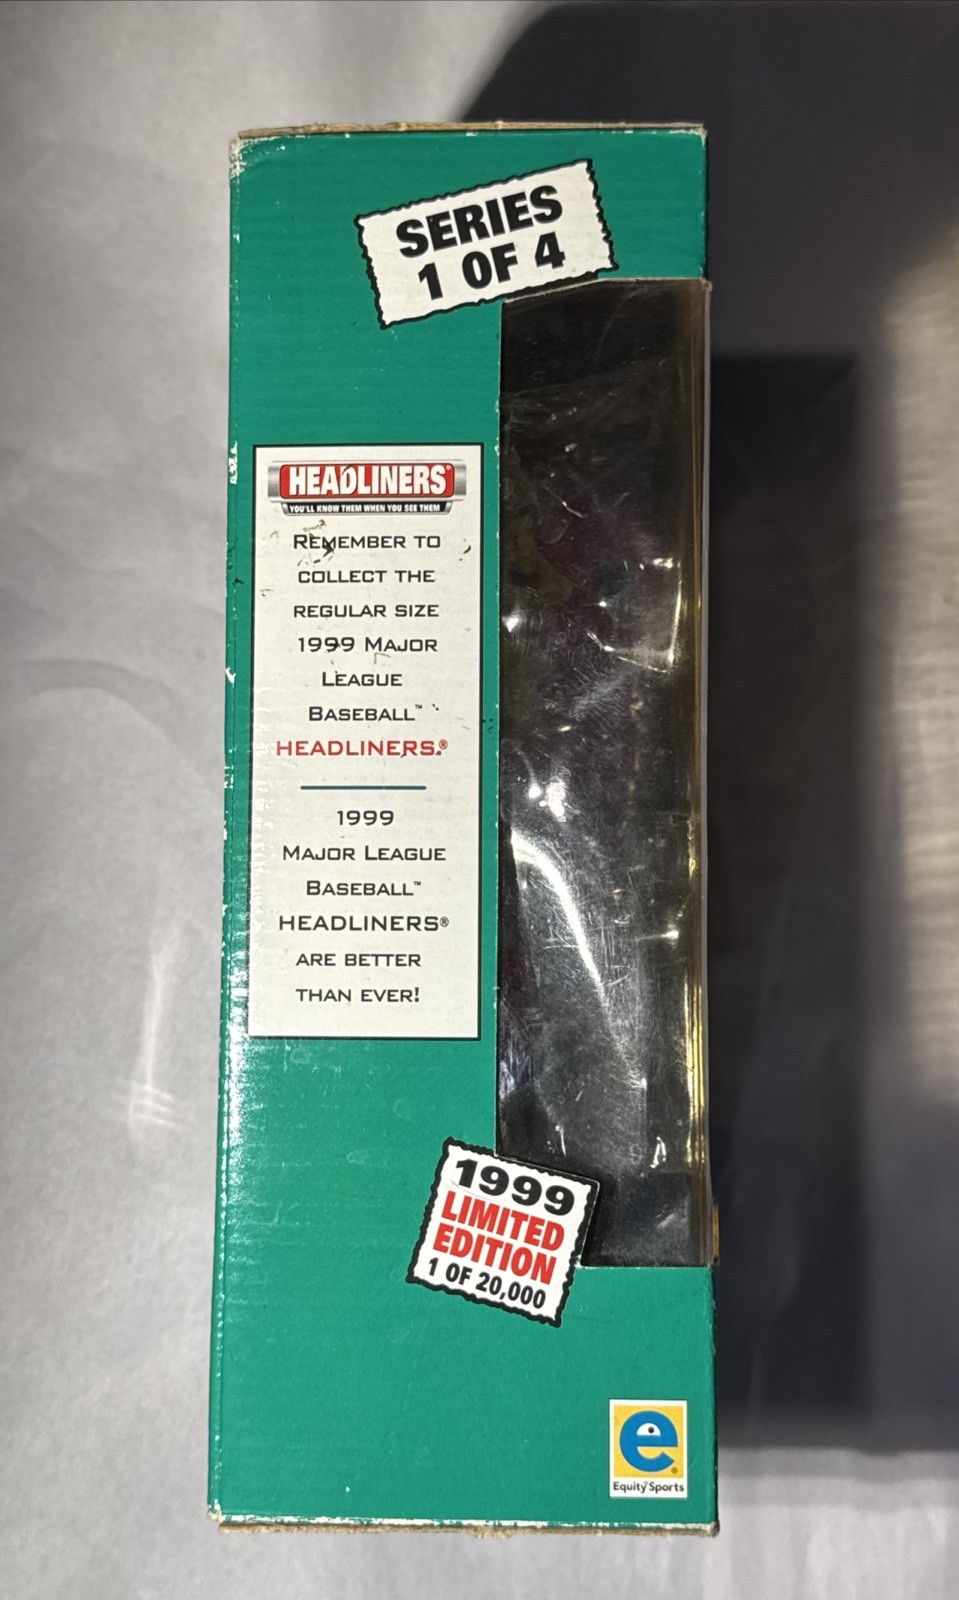 SERIES
1 OF 4
HEADLINERS®
YOU'LL KNOW THEM WHEN YOU SEE THEM
REMEMBER TO
COLLECT THE
REGULAR SIZE
1999 MAJOR
LEAGUE
BASEBALL™
HEADLINERS.®
1999
MAJOR LEAGUE
BASEBALL™
HEADLINERS®
ARE BETTER
THAN EVER!
1999
LIMITED
EDITION
1 OF 20,000
e®
Equity™Sports